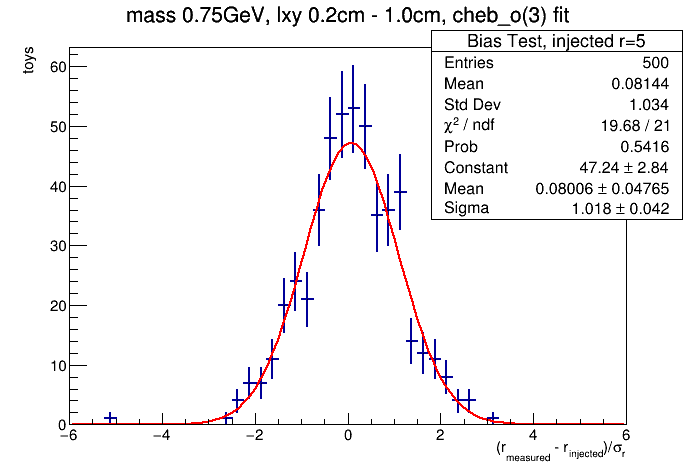 mass 0.75GeV, lxy 0.2cm - 1.0cm, cheb_o(3) fit
Bias Test, injected r=5
Entries 500
Mean 0.08144
Std Dev 1.034
χ² / ndf 19.68 / 21
Prob 0.5416
Constant 47.24 ± 2.84
Mean 0.08006 ± 0.04765
Sigma 1.018 ± 0.042
toys
60
50
40
30
20
10
0
−6 −4 −2 0 2 4 6
(r_measured - r_injected)/σ_r